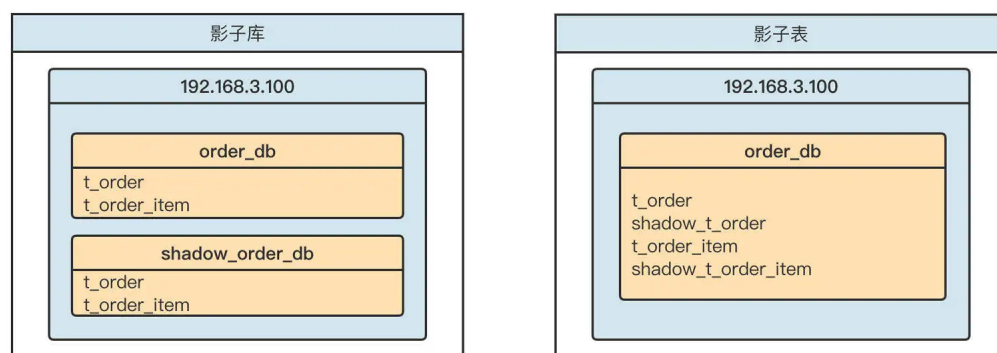 影子库
192.168.3.100
order_db
t_order
t_order_item
shadow_order_db
t_order
t_order_item
影子表
192.168.3.100
order_db
t_order
shadow_t_order
t_order_item
shadow_t_order_item